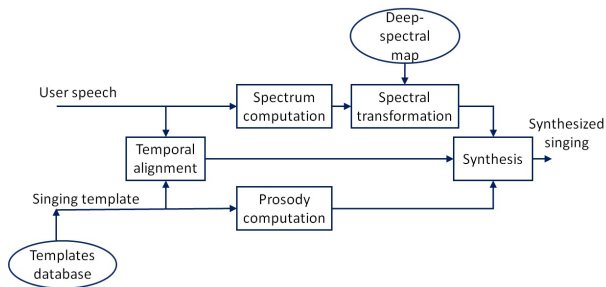 Deep-
spectral
map
User speech
Spectrum
computation
Spectral
transformation
Synthesized
singing
Temporal
alignment
Synthesis
Singing template
Prosody
computation
Templates
database